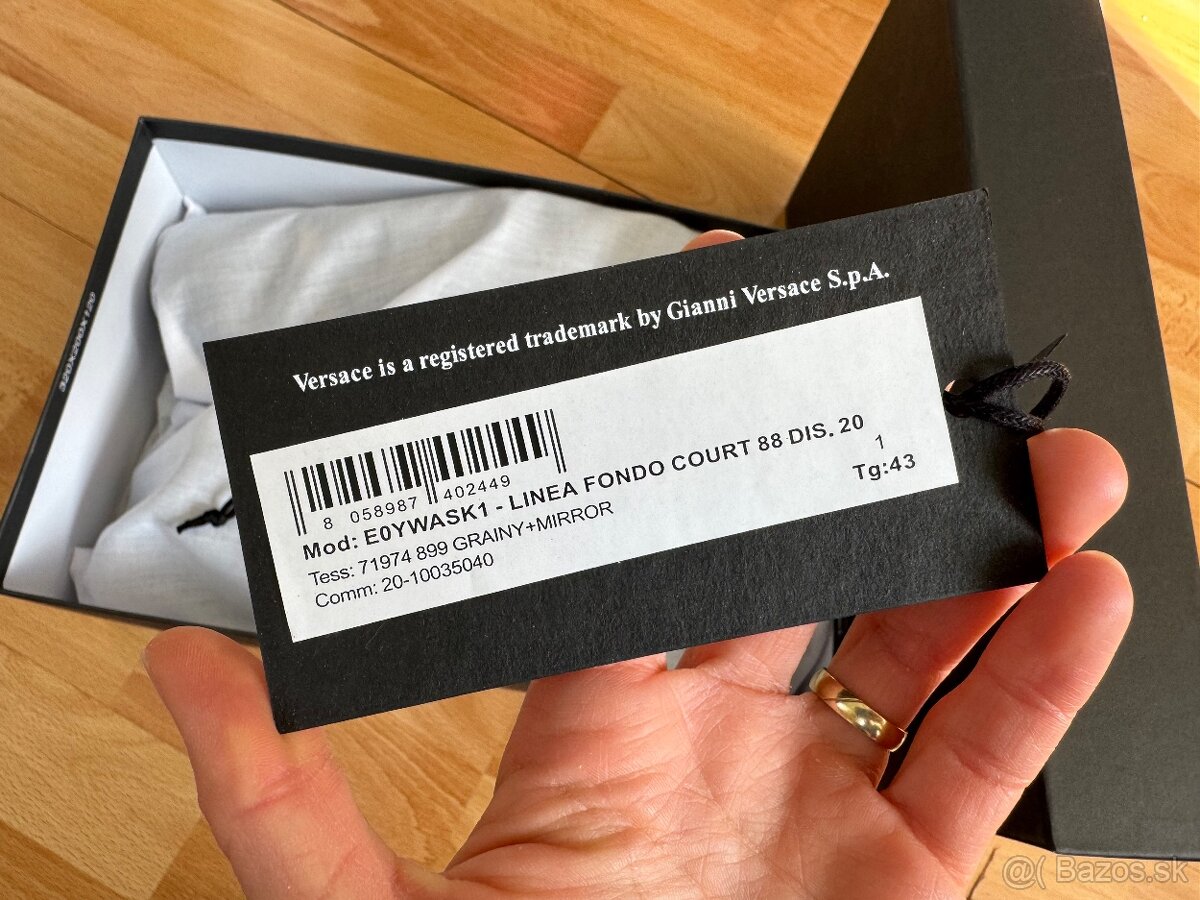 Versace is a registered trademark by Gianni Versace S.p.A.
8 058987 402449
Mod: E0YWASK1 - LINEA FONDO COURT 88 DIS. 20
1
Tess: 71974 899 GRAINY+MIRROR
Tg:43
Comm: 20-10035040
@( Bazos.sk